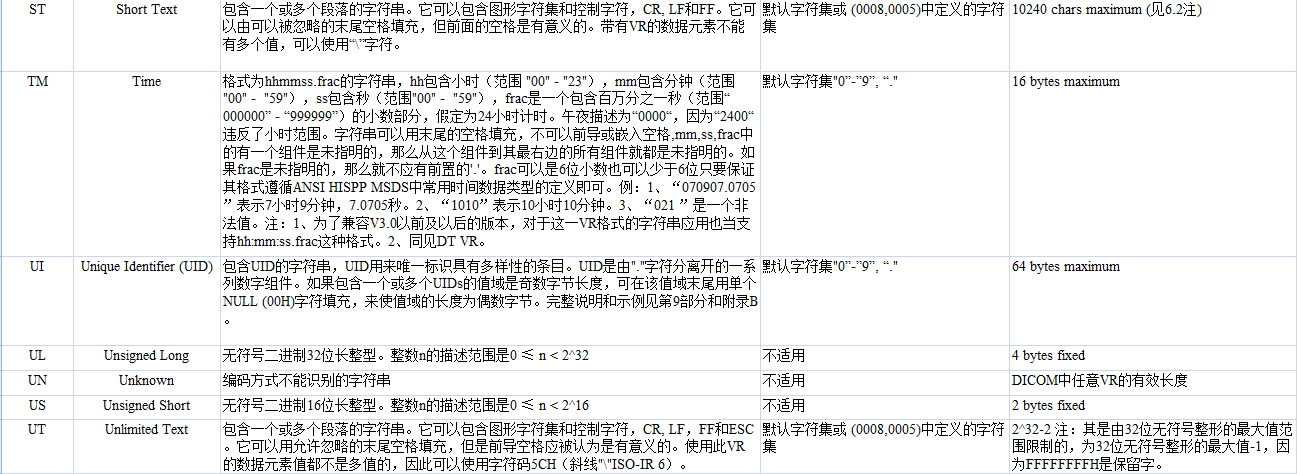 ST
Short Text
包含一个或多个段落的字符串。它可以包含图形字符集和控制字符，CR, LF和FF。它可
以由可以被忽略的末尾空格填充，但前面的空格是有意义的。带有VR的数据元素不能
有多个值，可以使用“\”字符。
默认字符集或 (0008,0005)中定义的字符
集
10240 chars maximum (见6.2注)
TM
Time
格式为hhmmss.frac的字符串，hh包含小时（范围 "00" - "23"），mm包含分钟（范围
"00" -  "59"），ss包含秒（范围"00" -  "59"），frac是一个包含百万分之一秒（范围“
000000” - “999999”）的小数部分，假定为24小时计时。午夜描述为“0000“，因为“2400“
违反了小时范围。字符串可以用末尾的空格填充，不可以前导或嵌入空格,mm,ss,frac中
的有一个组件是未指明的，那么从这个组件到其最右边的所有组件就都是未指明的。如
果frac是未指明的，那么就不应有前置的'.'。frac可以是6位小数也可以少于6位只要保证
其格式遵循ANSI HISPP MSDS中常用时间数据类型的定义即可。例：1、“070907.0705
”表示7小时9分钟，7.0705秒。2、“1010”表示10小时10分钟。3、“021 ”是一个非
法值。注：1、为了兼容V3.0以前及以后的版本，对于这一VR格式的字符串应用也当支
持hh:mm:ss.frac这种格式。2、同见DT VR。
默认字符集"0”-”9”, “."
16 bytes maximum
UI
Unique Identifier (UID)
包含UID的字符串，UID用来唯一标识具有多样性的条目。UID是由"."字符分离开的一系
列数字组件。如果包含一个或多个UIDs的值域是奇数字节长度，可在该值域末尾用单个
NULL (00H)字符填充，来使值域的长度为偶数字节。完整说明和示例见第9部分和附录B
。
默认字符集"0”-”9”, “."
64 bytes maximum
UL
Unsigned Long
无符号二进制32位长整型。整数n的描述范围是0 ≤ n < 2^32
不适用
4 bytes fixed
UN
Unknown
编码方式不能识别的字符串
不适用
DICOM中任意VR的有效长度
US
Unsigned Short
无符号二进制16位长整型。整数n的描述范围是0 ≤ n < 2^16
不适用
2 bytes fixed
UT
Unlimited Text
包含一个或多个段落的字符串。它可以包含图形字符集和控制字符，CR, LF，FF和ESC
。它可以用允许忽略的末尾空格填充，但是前导空格应被认为是有意义的。使用此VR
的数据元素值都不是多值的，因此可以使用字符码5CH（斜线"\"ISO-IR 6）。
默认字符集或 (0008,0005)中定义的字符
集
2^32-2 注：其是由32位无符号整形的最大值范
围限制的，为32位无符号整形的最大值-1，因
为FFFFFFFFH是保留字。